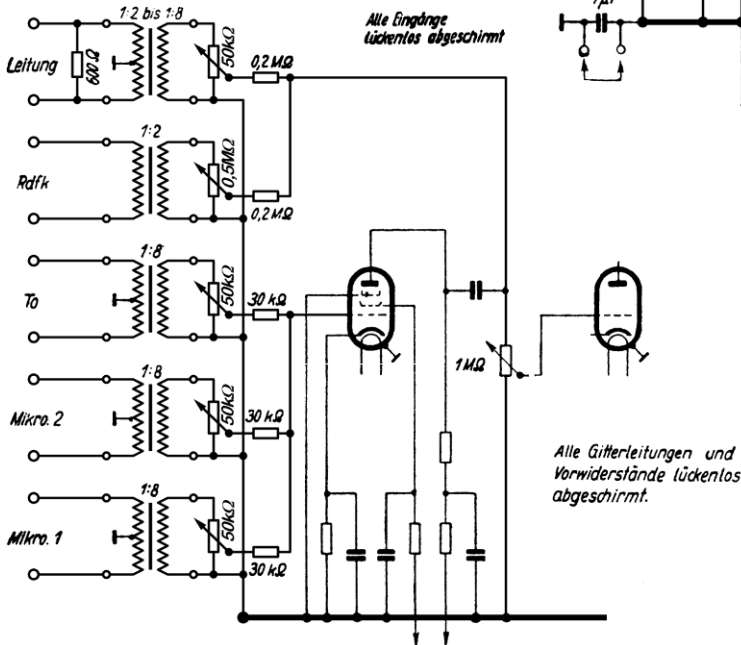 1:2 bis 1:8
Leitung
600Ω
50kΩ
0,2 MΩ
Alle Eingänge
lückenlos abgeschirmt
1:2
Rdfk
0,5MΩ
0,2 MΩ
1:8
To
50kΩ
30 kΩ
1:8
Mikro. 2
50kΩ
30 kΩ
1:8
Mikro. 1
50kΩ
30 kΩ
1 MΩ
Alle Gitterleitungen und
Vorwiderstände lückenlos
abgeschirmt.